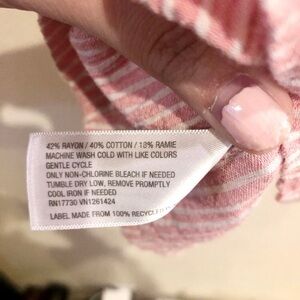 42% RAYON / 40% COTTON / 18% RAMIE
MACHINE WASH COLD WITH LIKE COLORS
GENTLE CYCLE
ONLY NON-CHLORINE BLEACH IF NEEDED
TUMBLE DRY LOW, REMOVE PROMPTLY
COOL IRON IF NEEDED
RN17730 VN1261424
LABEL MADE FROM 100% RECYCLED